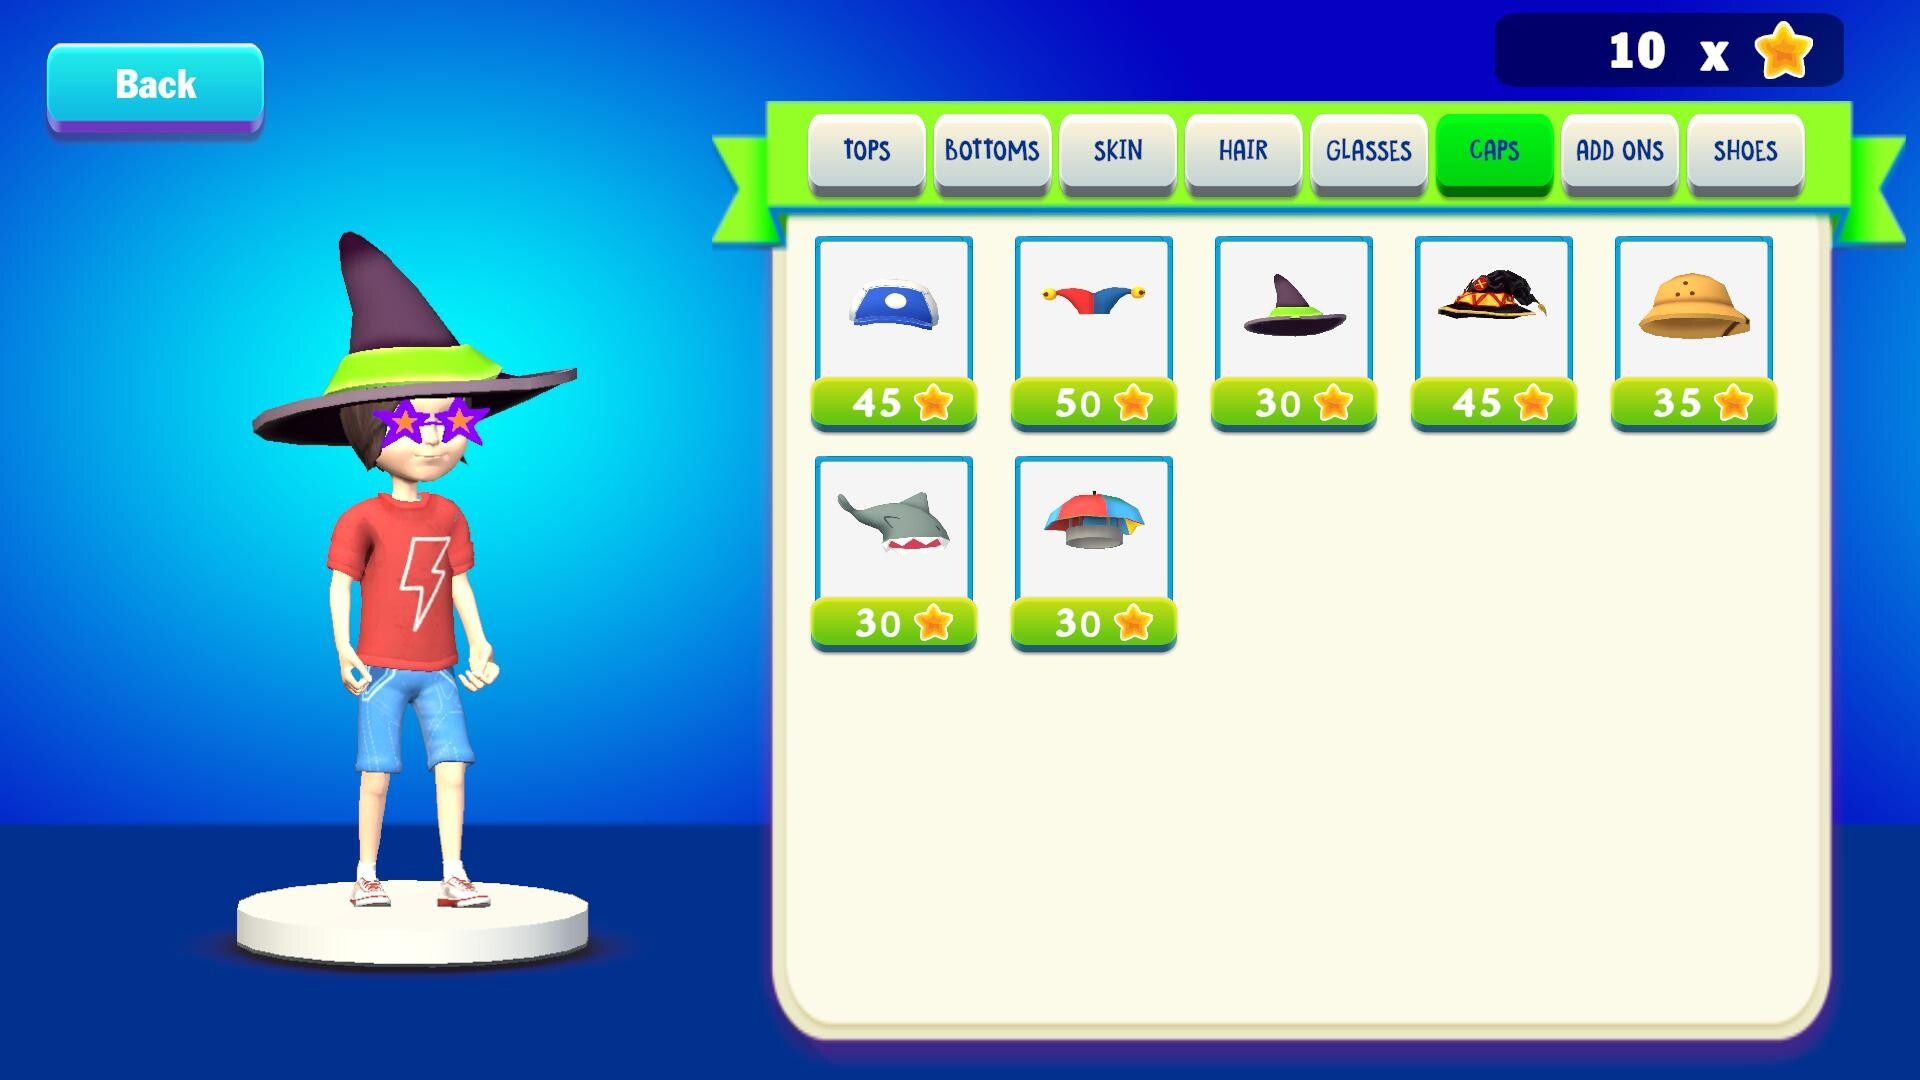 Back
10 x
TOPS
BOTTOMS
SKIN
HAIR
GLASSES
CAPS
ADD ONS
SHOES
45
50
30
45
35
30
30